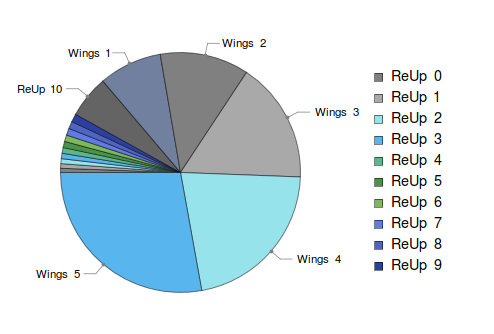 Wings 1
Wings 2
ReUp 10
Wings 3
Wings 4
Wings 5
ReUp 0
ReUp 1
ReUp 2
ReUp 3
ReUp 4
ReUp 5
ReUp 6
ReUp 7
ReUp 8
ReUp 9